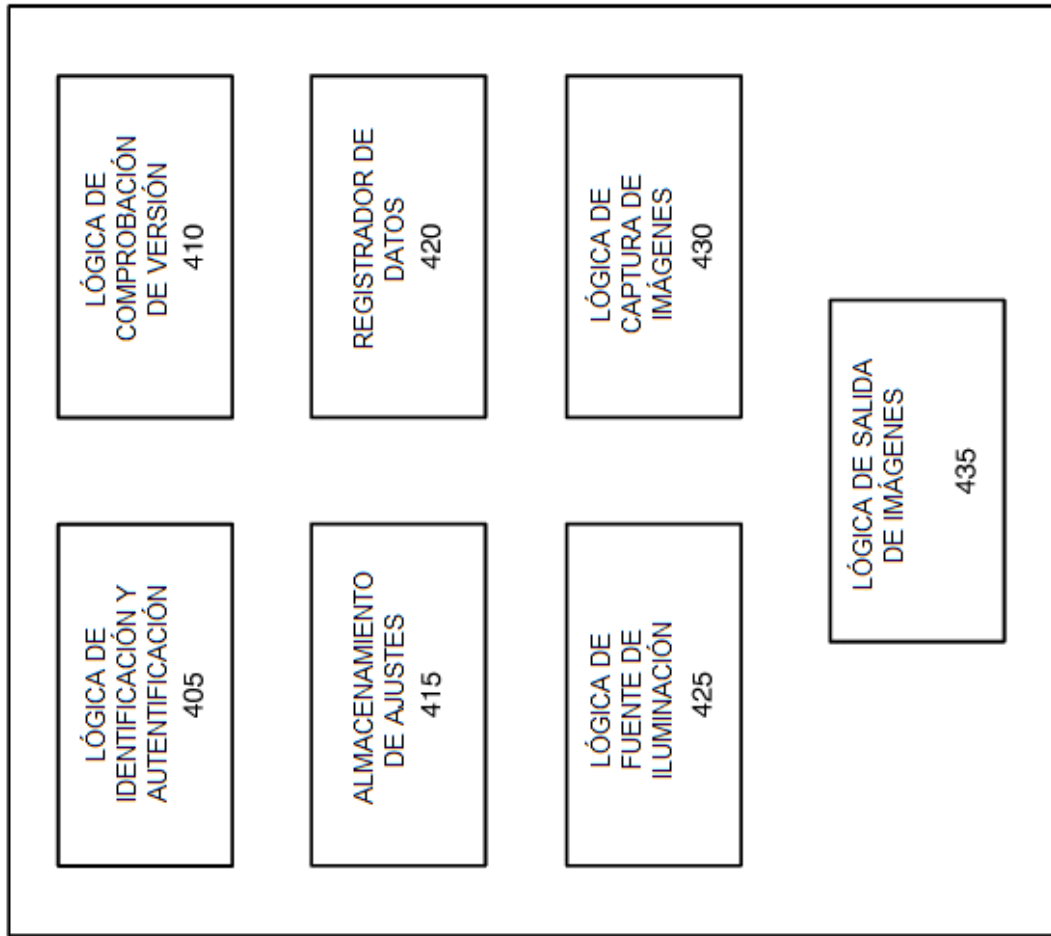 LÓGICA DE
IDENTIFICACIÓN Y
AUTENTIFICACIÓN
405
LÓGICA DE
COMPROBACIÓN
DE VERSIÓN
410
ALMACENAMIENTO
DE AJUSTES
415
REGISTRADOR DE
DATOS
420
LÓGICA DE
FUENTE DE
ILUMINACIÓN
425
LÓGICA DE
CAPTURA DE
IMÁGENES
430
LÓGICA DE SALIDA
DE IMÁGENES
435